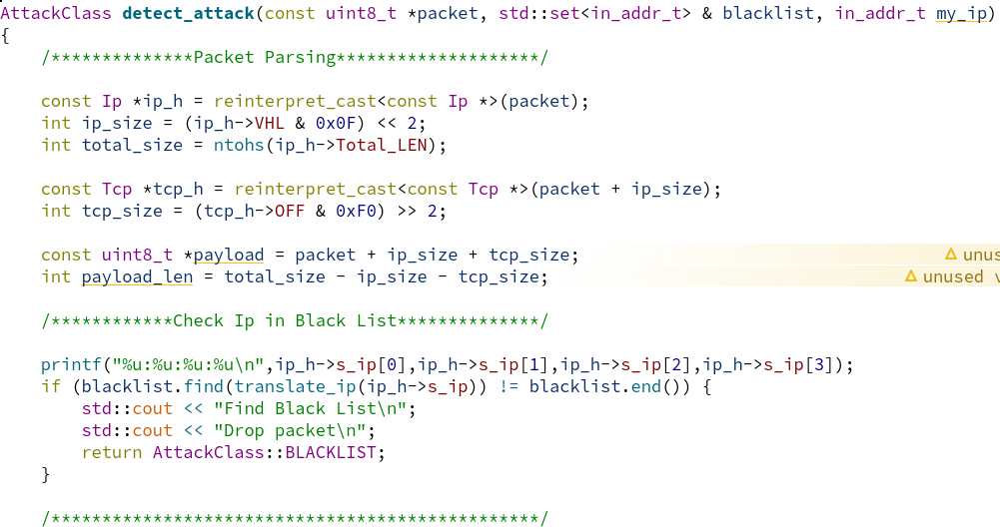 AttackClass detect_attack(const uint8_t *packet, std::set<in_addr_t> & blacklist, in_addr_t my_ip)
{
    /**************Packet Parsing********************/

    const Ip *ip_h = reinterpret_cast<const Ip *>(packet);
    int ip_size = (ip_h->VHL & 0x0F) << 2;
    int total_size = ntohs(ip_h->Total_LEN);

    const Tcp *tcp_h = reinterpret_cast<const Tcp *>(packet + ip_size);
    int tcp_size = (tcp_h->OFF & 0xF0) >> 2;

    const uint8_t *payload = packet + ip_size + tcp_size; ⚠ unus
    int payload_len = total_size - ip_size - tcp_size; ⚠ unused v

    /************Check Ip in Black List**************/

    printf("%u:%u:%u:%u\n",ip_h->s_ip[0],ip_h->s_ip[1],ip_h->s_ip[2],ip_h->s_ip[3]);
    if (blacklist.find(translate_ip(ip_h->s_ip)) != blacklist.end()) {
        std::cout << "Find Black List\n";
        std::cout << "Drop packet\n";
        return AttackClass::BLACKLIST;
    }

    /************************************************/